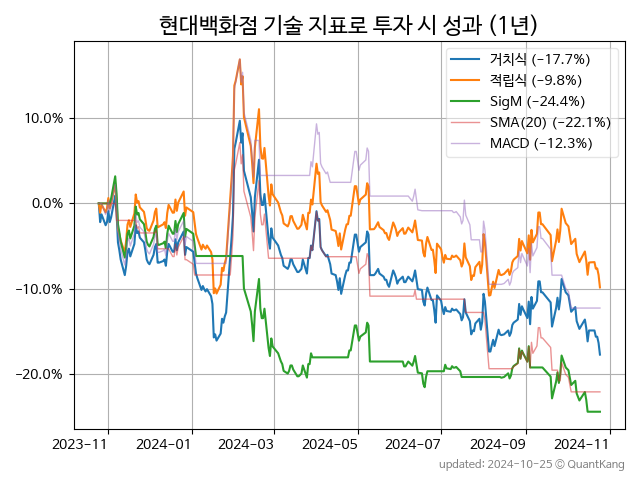 현대백화점 기술 지표로 투자 시 성과 (1년)
거치식 (−17.7%)
적립식 (−9.8%)
SigM (−24.4%)
SMA(20) (−22.1%)
MACD (−12.3%)
10.0%
0.0%
−10.0%
−20.0%
2023-11 2024-01 2024-03 2024-05 2024-07 2024-09 2024-11
updated: 2024-10-25 © QuantKang